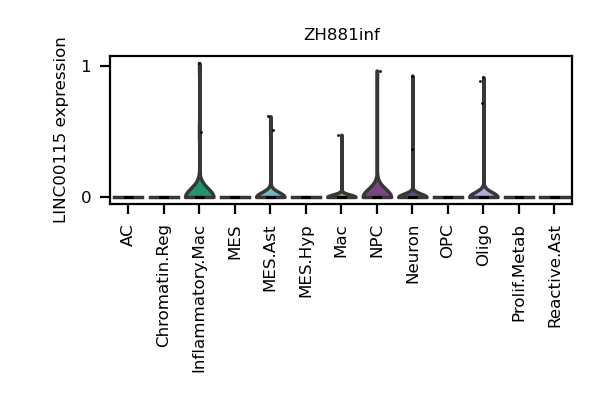 ZH881inf
LINC00115 expression
1
0
AC
Chromatin.Reg
Inflammatory.Mac
MES
MES.Ast
MES.Hyp
Mac
NPC
Neuron
OPC
Oligo
Prolif.Metab
Reactive.Ast